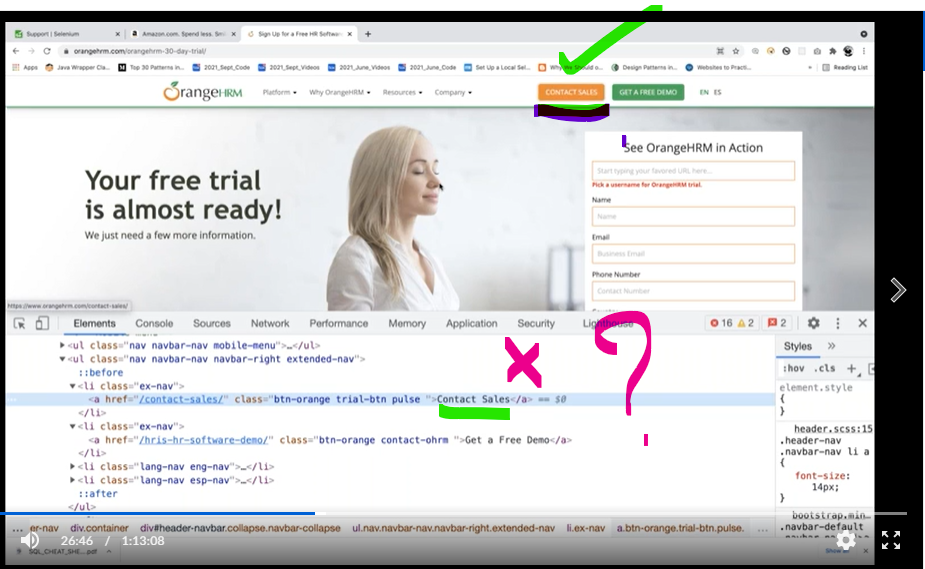 Support | Selenium
Amazon.com. Spend less. Smi
Sign Up for a Free HR Softwar
orangehrm.com/orangehrm-30-day-trial/
Apps Java Wrapper Cla... Top 30 Patterns in... 2021_Sept_Code 2021_Sept_Videos 2021_June_Videos 2021_June_Code Set Up a Local Sel... Why We Should o... Design Patterns in... Websites to Practi... Reading List
OrangeHRM Platform Why OrangeHRM Resources Company CONTACT SALES GET A FREE DEMO EN ES
Your free trial
is almost ready!
We just need a few more information.
See OrangeHRM in Action
Start typing your favored URL here...
Pick a username for OrangeHRM trial.
Name
Name
Email
Business Email
Phone Number
Contact Number
https://www.orangehrm.com/contact-sales/
Elements Console Sources Network Performance Memory Application Security Lighthouse 16 2 2
<ul class="nav navbar-nav mobile-menu">…</ul>
<ul class="nav navbar-nav navbar-right extended-nav">
::before
<li class="ex-nav">
<a href="/contact-sales/" class="btn-orange trial-btn pulse ">Contact Sales</a> == $0
</li>
<li class="ex-nav">
<a href="/hris-hr-software-demo/" class="btn-orange contact-ohrm ">Get a Free Demo</a>
</li>
<li class="lang-nav eng-nav">…</li>
<li class="lang-nav esp-nav">…</li>
::after
</ul>
Styles
:hov .cls +
element.style
{
}
header.scss:15
.header-nav
.navbar-nav li a
{
font-size:
14px;
}
bootstrap.min…
.navbar-default
... er-nav div.container div#header-navbar.collapse.navbar-collapse ul.nav.navbar-nav.navbar-right.extended-nav li.ex-nav a.btn-orange.trial-btn.pulse. ...
26:46 / 1:13:08
SQL_CHEAT_SHE....pdf
?